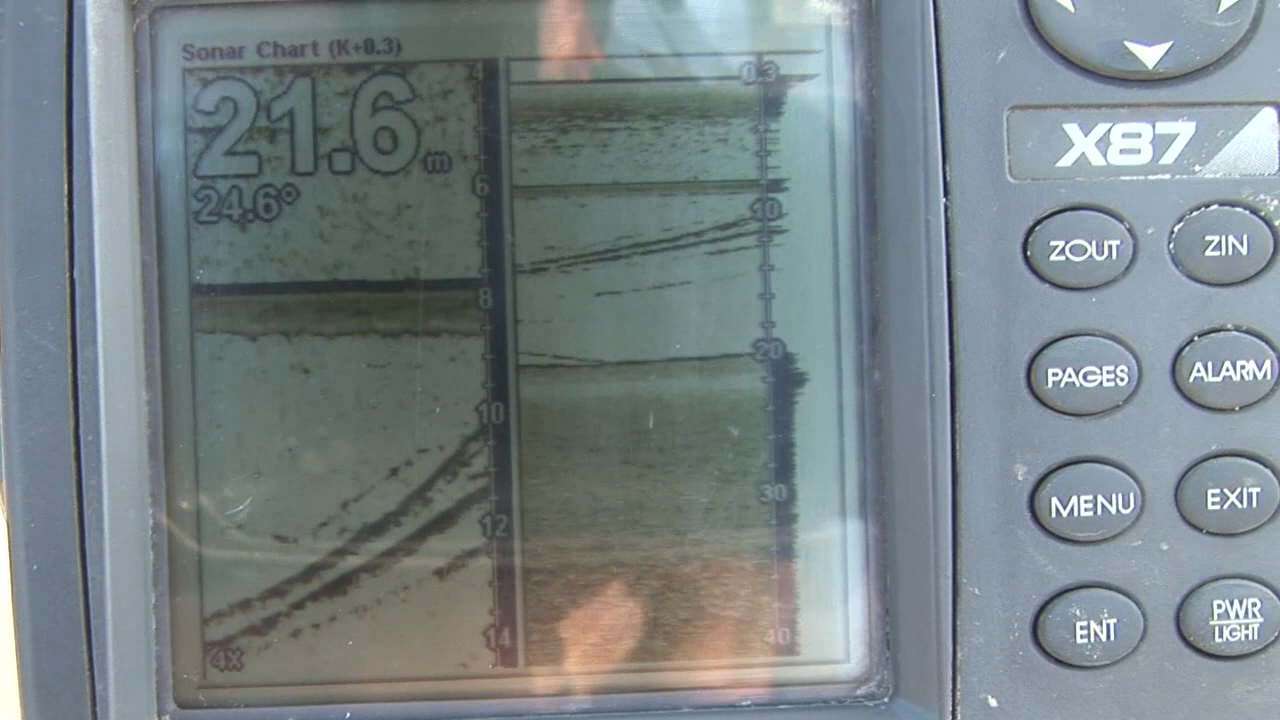 Sonar Chart (K+0.3)
21.6 m
24.6°
4
6
8
10
12
14
4X
0.3
10
20
30
40
X87
ZOUT ZIN
PAGES ALARM
MENU EXIT
ENT PWR
LIGHT